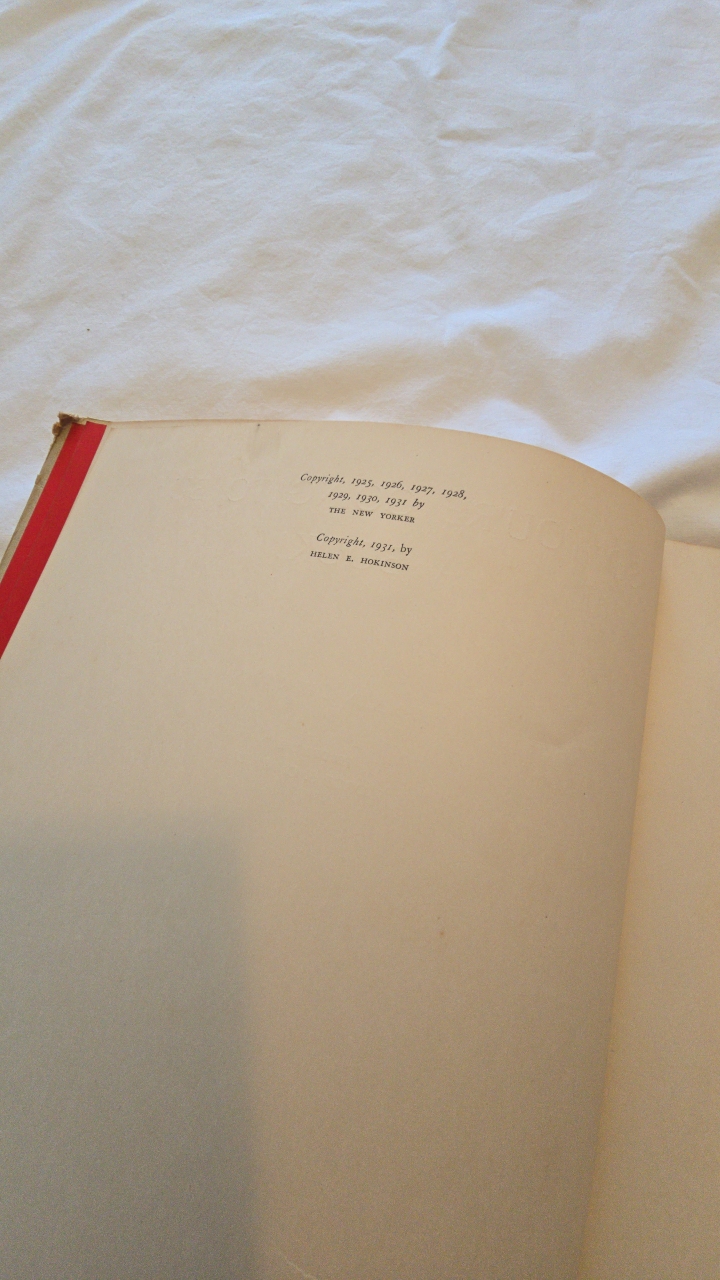 Copyright, 1925, 1926, 1927, 1928,
1929, 1930, 1931 by
THE NEW YORKER
Copyright, 1931, by
HELEN E. HOKINSON